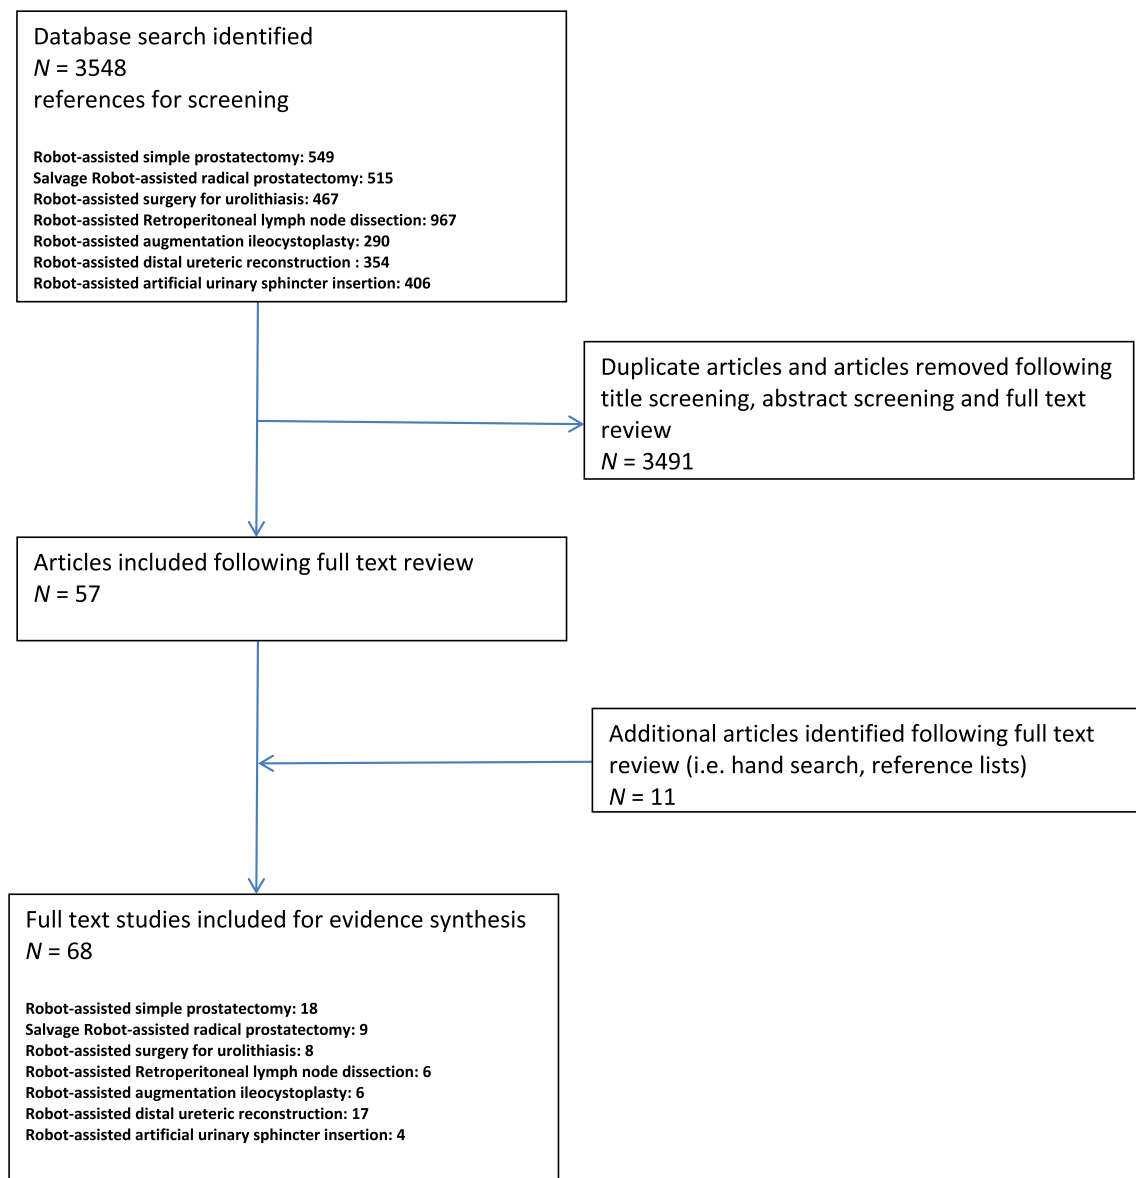 Database search identified
N = 3548
references for screening
Robot-assisted simple prostatectomy: 549
Salvage Robot-assisted radical prostatectomy: 515
Robot-assisted surgery for urolithiasis: 467
Robot-assisted Retroperitoneal lymph node dissection: 967
Robot-assisted augmentation ileocystoplasty: 290
Robot-assisted distal ureteric reconstruction : 354
Robot-assisted artificial urinary sphincter insertion: 406
Duplicate articles and articles removed following
title screening, abstract screening and full text
review
N = 3491
Articles included following full text review
N = 57
Additional articles identified following full text
review (i.e. hand search, reference lists)
N = 11
Full text studies included for evidence synthesis
N = 68
Robot-assisted simple prostatectomy: 18
Salvage Robot-assisted radical prostatectomy: 9
Robot-assisted surgery for urolithiasis: 8
Robot-assisted Retroperitoneal lymph node dissection: 6
Robot-assisted augmentation ileocystoplasty: 6
Robot-assisted distal ureteric reconstruction: 17
Robot-assisted artificial urinary sphincter insertion: 4